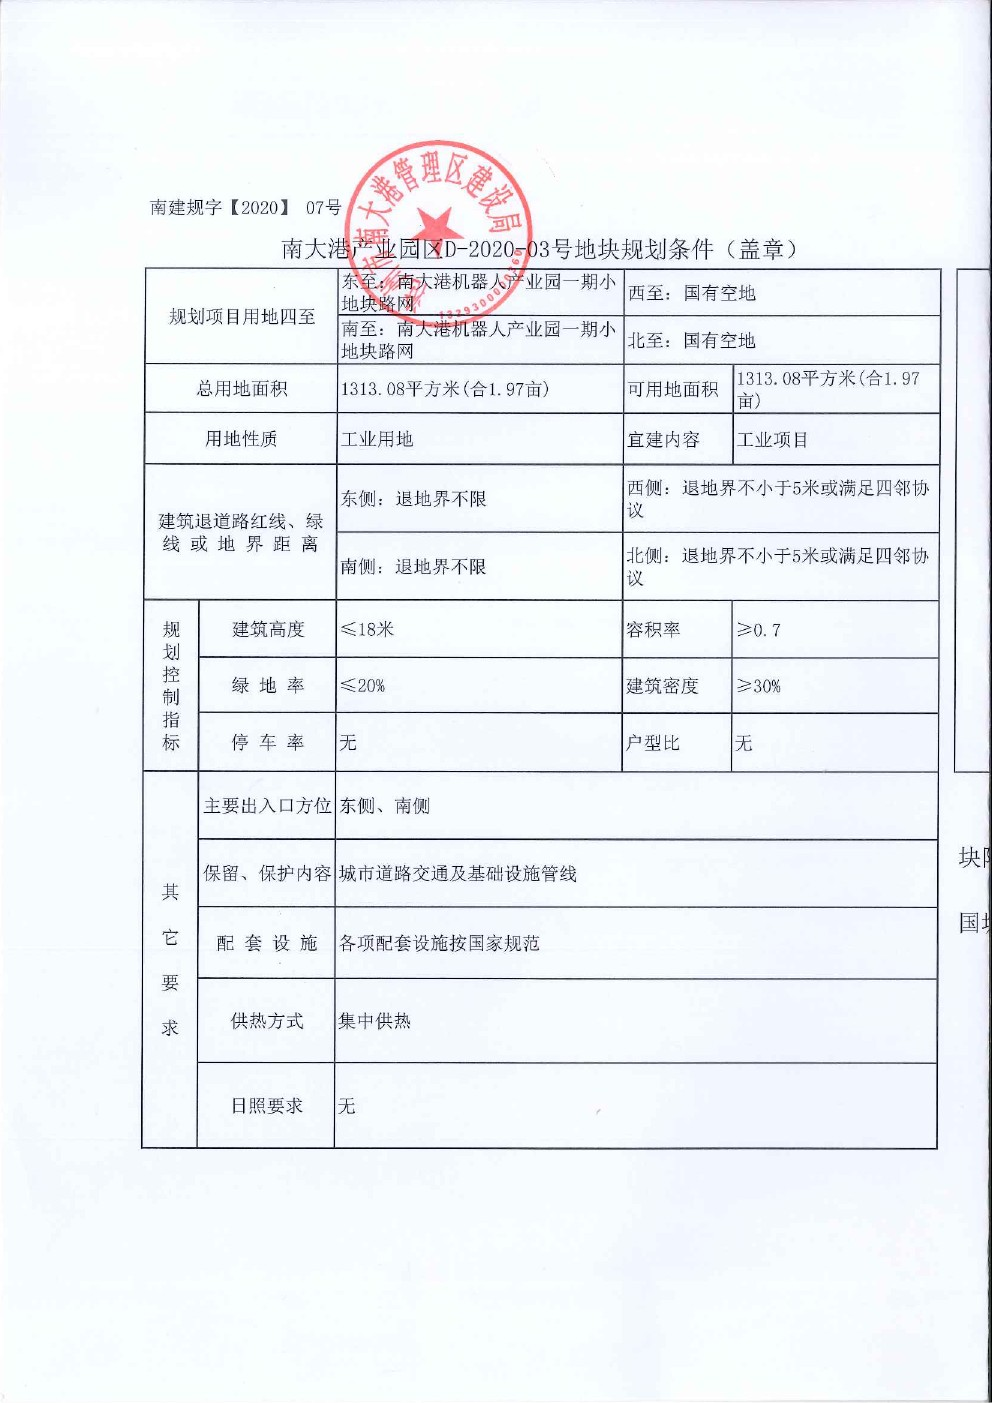 南建规字【2020】 07号
南大港管理区建设局
南大港产业园区D-2020-03号地块规划条件（盖章）
规划项目用地四至
东至：南大港机器人产业园一期小
地块路网
西至：国有空地
南至：南大港机器人产业园一期小
地块路网
北至：国有空地
总用地面积
1313.08平方米(合1.97亩)
可用地面积
1313.08平方米(合1.97
亩)
用地性质
工业用地
宜建内容
工业项目
建筑退道路红线、绿
线或地界距离
东侧：退地界不限
西侧：退地界不小于5米或满足四邻协
议
南侧：退地界不限
北侧：退地界不小于5米或满足四邻协
议
规划控制指标
建筑高度
≤18米
容积率
≥0.7
绿地率
≤20%
建筑密度
≥30%
停车率
无
户型比
无
其它要求
主要出入口方位
东侧、南侧
保留、保护内容
城市道路交通及基础设施管线
配套设施
各项配套设施按国家规范
供热方式
集中供热
日照要求
无
块
国